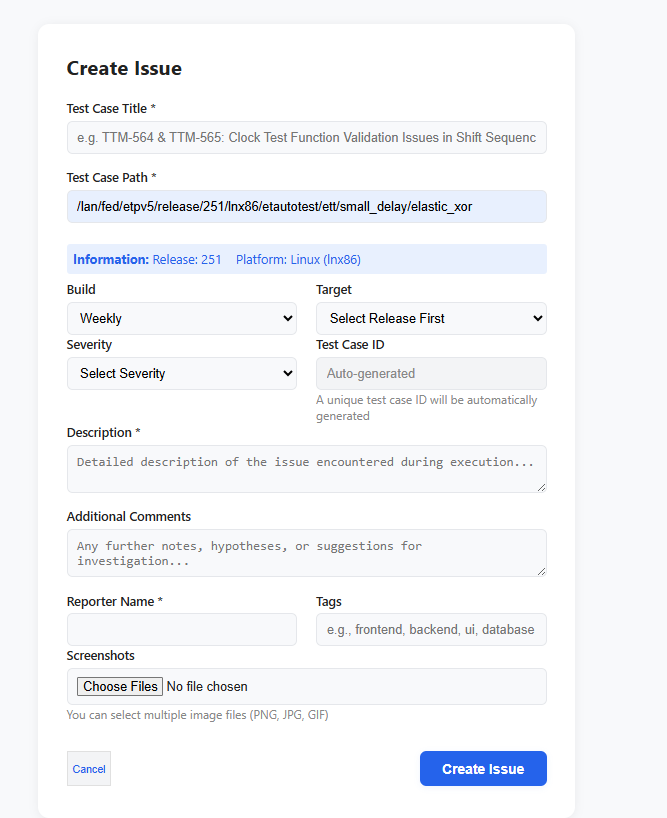 Create Issue
Test Case Title *
e.g. TTM-564 & TTM-565: Clock Test Function Validation Issues in Shift Sequenc
Test Case Path *
/lan/fed/etpv5/release/251/lnx86/etautotest/ett/small_delay/elastic_xor
Information: Release: 251 Platform: Linux (lnx86)
Build
Target
Weekly
Select Release First
Severity
Test Case ID
Select Severity
Auto-generated
A unique test case ID will be automatically
generated
Description *
Detailed description of the issue encountered during execution...
Additional Comments
Any further notes, hypotheses, or suggestions for
investigation...
Reporter Name *
Tags
e.g., frontend, backend, ui, database
Screenshots
Choose Files No file chosen
You can select multiple image files (PNG, JPG, GIF)
Cancel
Create Issue